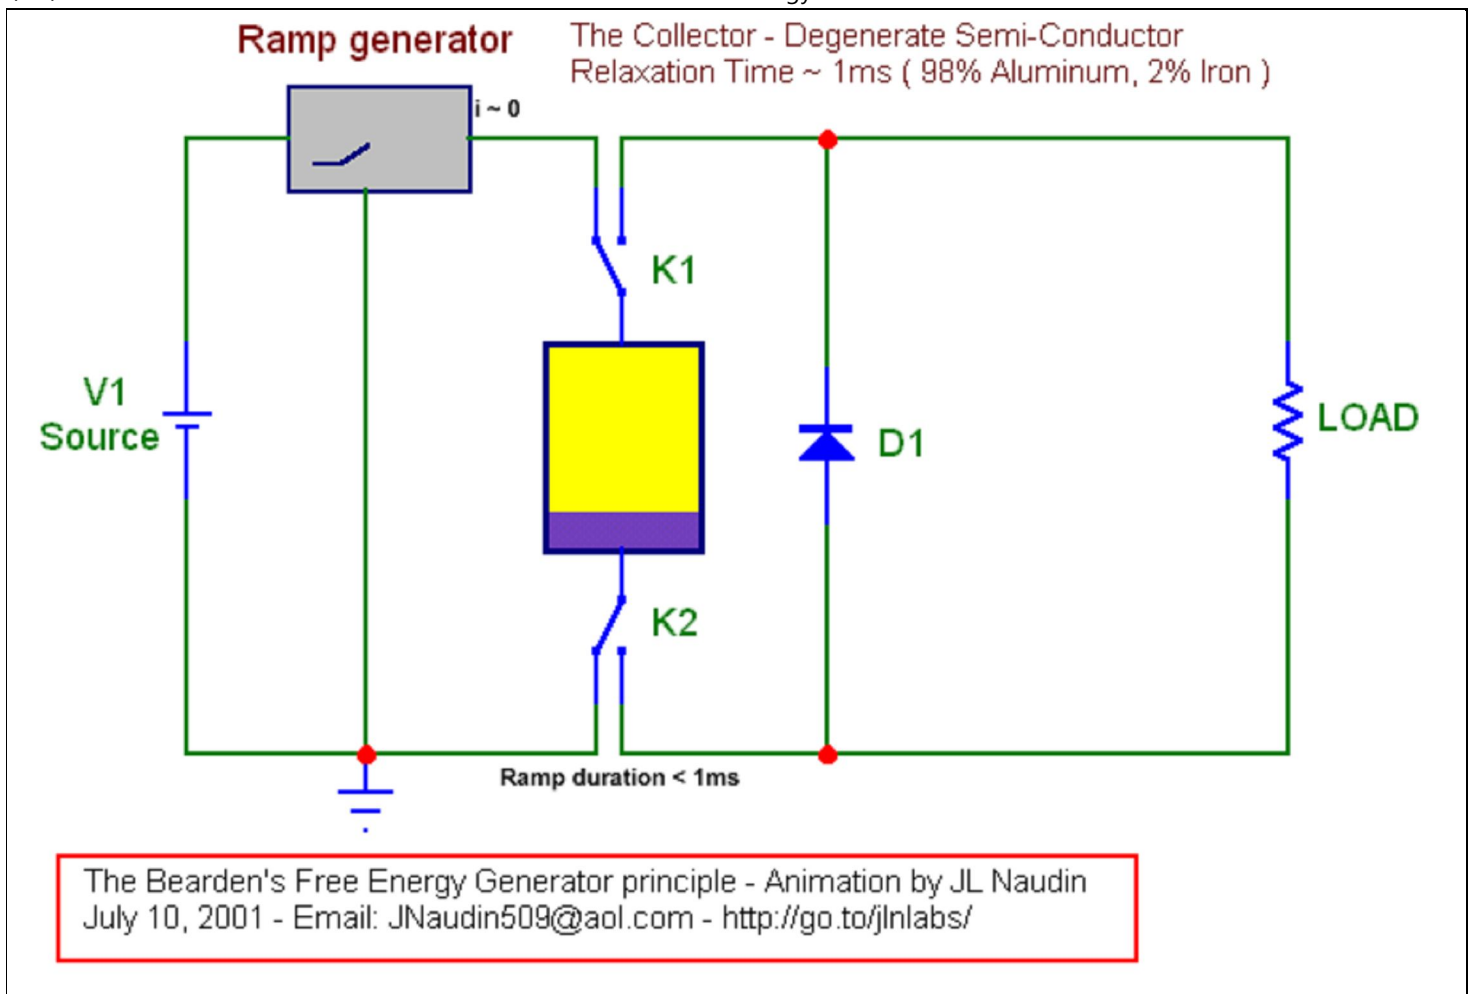 Ramp generator
The Collector - Degenerate Semi-Conductor
Relaxation Time ~ 1ms ( 98% Aluminum, 2% Iron )
i ~ 0
K1
V1
Source
D1
LOAD
K2
Ramp duration < 1ms
The Bearden's Free Energy Generator principle - Animation by JL Naudin
July 10, 2001 - Email: JNaudin509@aol.com - http://go.to/jlnlabs/